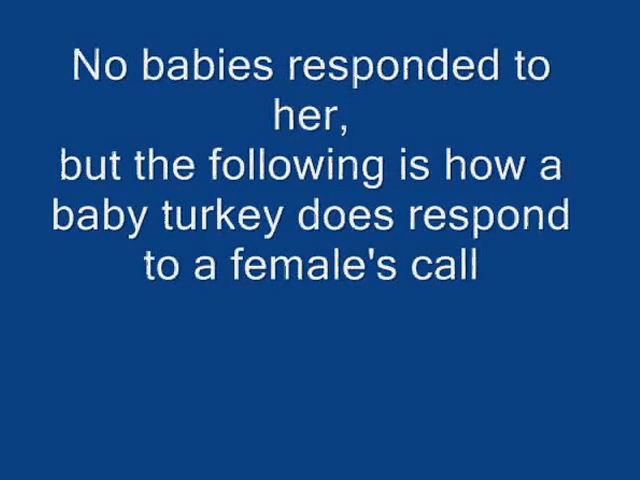 No babies responded to
her,
but the following is how a
baby turkey does respond
to a female's call